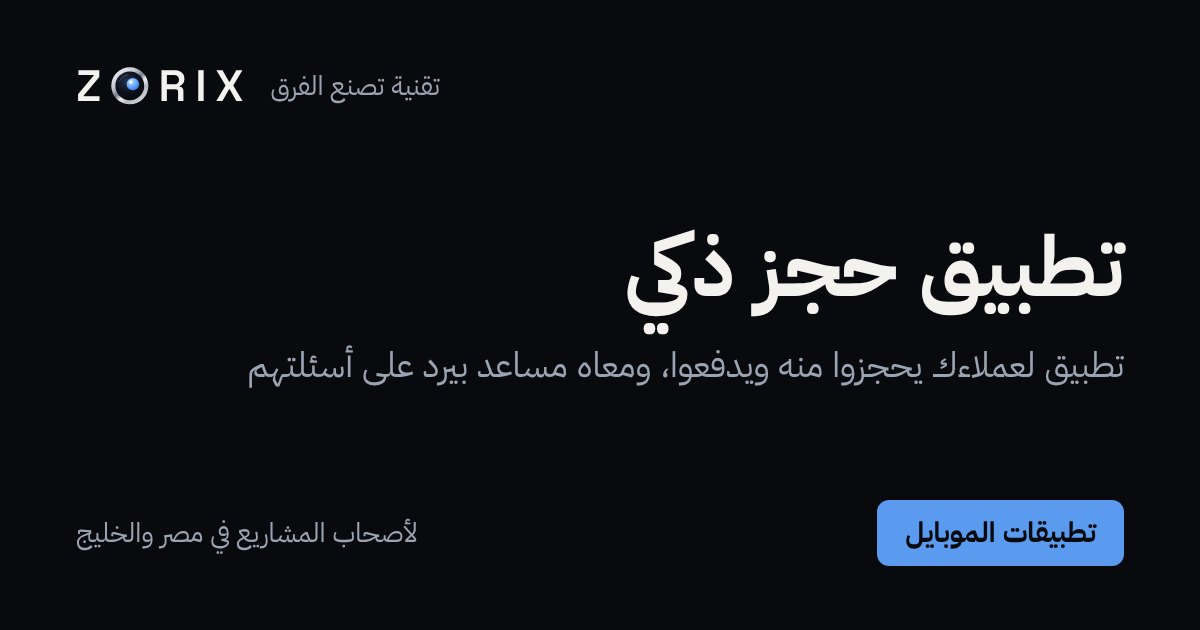 ZORIX تقنية تصنع الفرق
تطبيق حجز ذكي
تطبيق لعملاءك يحجزوا منه ويدفعوا، ومعاه مساعد بيرد على أسئلتهم
تطبيقات الموبايل
لأصحاب المشاريع في مصر والخليج